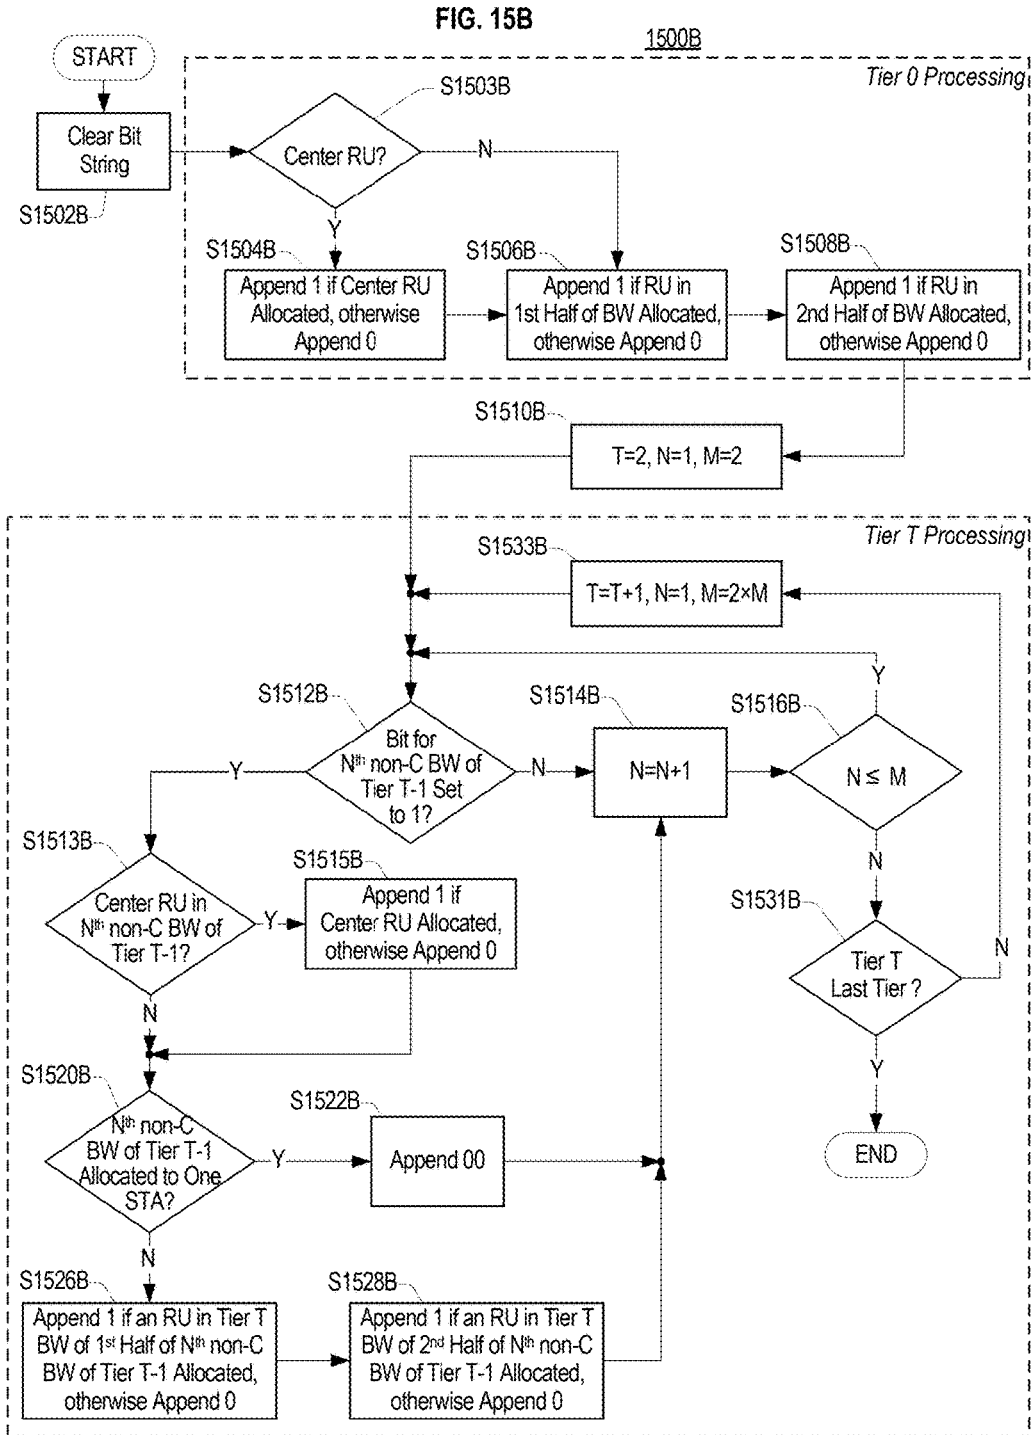 FIG. 15B
1500B
START
Tier 0 Processing
S1503B
Clear Bit
String
Center RU?
N
S1502B
Y
S1504B
S1506B
S1508B
Append 1 if Center RU
Allocated, otherwise
Append 0
Append 1 if RU in
1st Half of BW Allocated,
otherwise Append 0
Append 1 if RU in
2nd Half of BW Allocated,
otherwise Append 0
S1510B
T=2, N=1, M=2
Tier T Processing
S1533B
T=T+1, N=1, M=2×M
Y
S1512B
S1514B
S1516B
Bit for
Nth non-C BW of
Tier T-1 Set
to 1?
Y
N
N=N+1
N ≤ M
S1513B
S1515B
N
Center RU in
Nth non-C BW of
Tier T-1?
Y
Append 1 if
Center RU Allocated,
otherwise Append 0
S1531B
Tier T
Last Tier ?
N
N
Y
S1520B
S1522B
Nth non-C
BW of Tier T-1
Allocated to One
STA?
Y
Append 00
END
N
S1526B
S1528B
Append 1 if an RU in Tier T
BW of 1st Half of Nth non-C
BW of Tier T-1 Allocated,
otherwise Append 0
Append 1 if an RU in Tier T
BW of 2nd Half of Nth non-C
BW of Tier T-1 Allocated,
otherwise Append 0